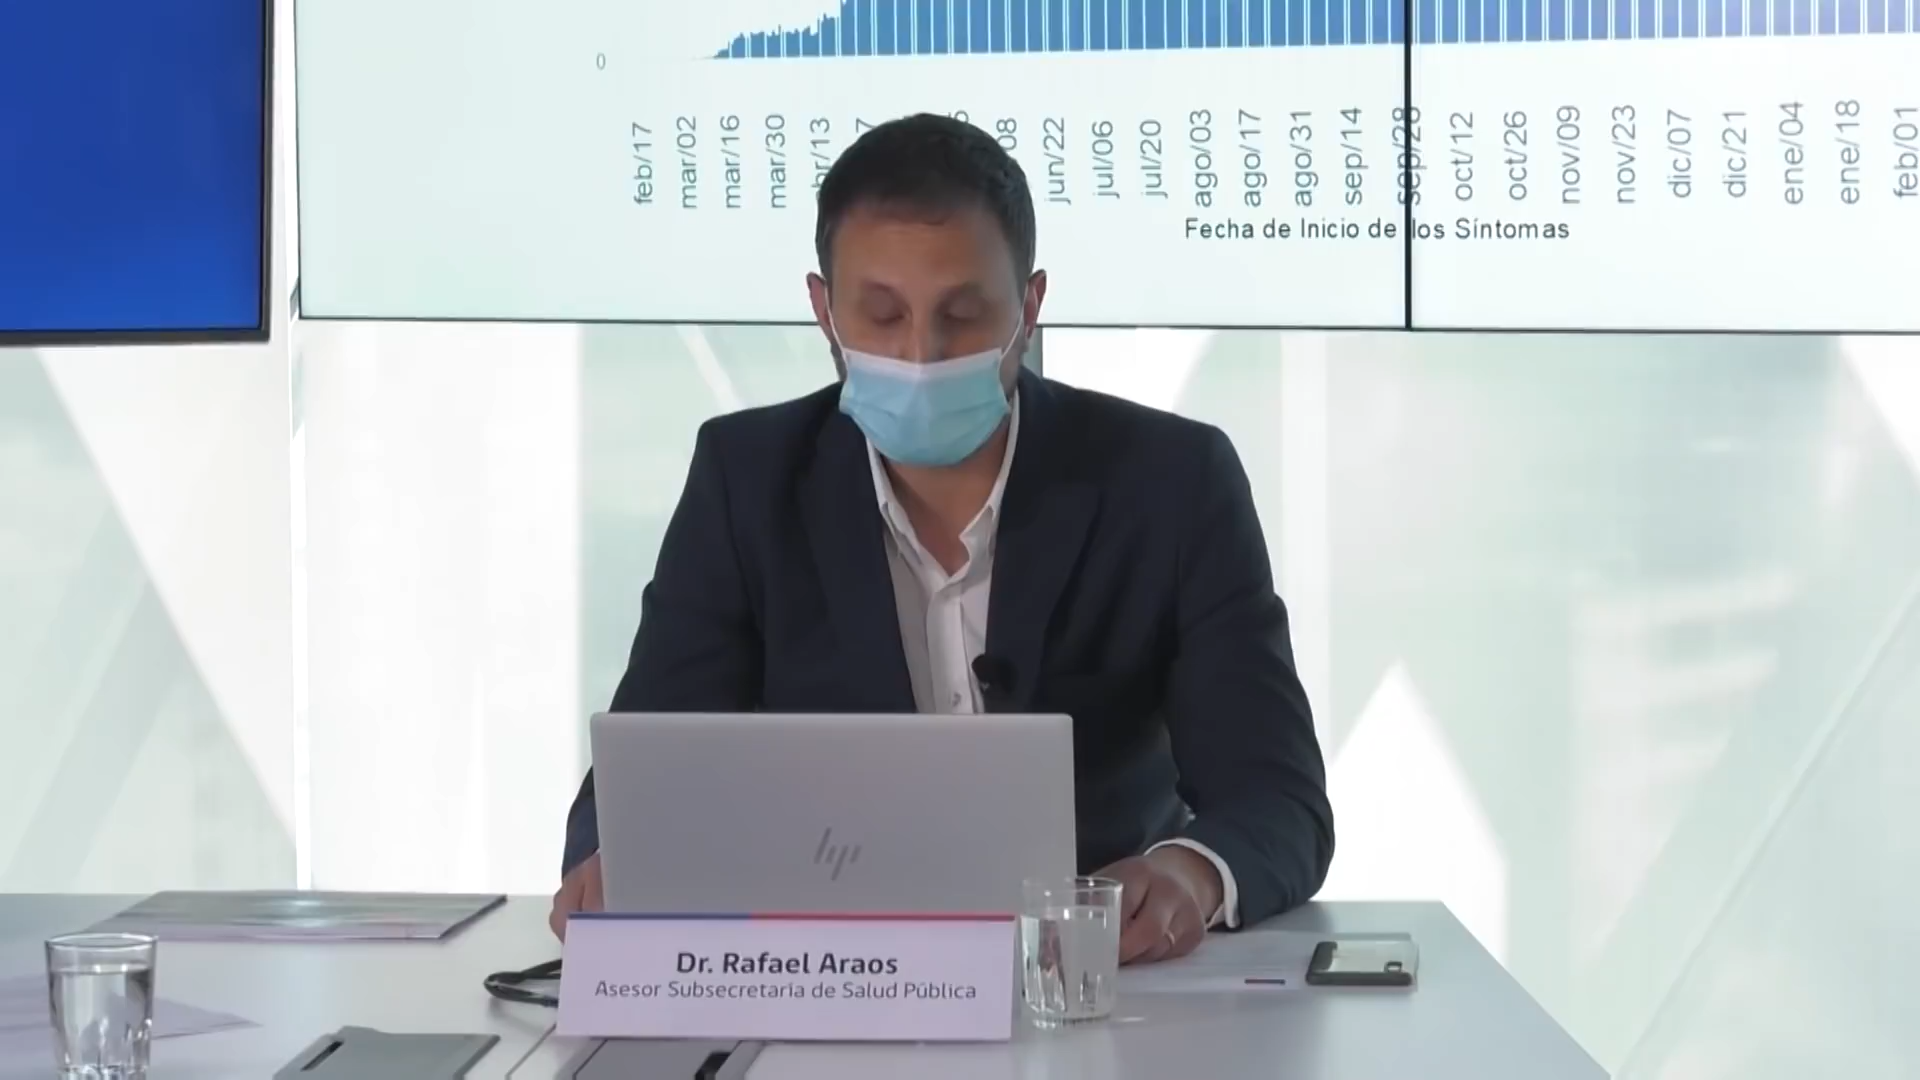 0
feb/17
mar/02
mar/16
mar/30
jun/22
jul/06
jul/20
ago/03
ago/17
ago/31
sep/14
sep/28
oct/12
oct/26
nov/09
nov/23
dic/07
dic/21
ene/04
ene/18
feb/01
Fecha de Inicio de los Síntomas
hp
Dr. Rafael Araos
Asesor Subsecretaría de Salud Pública